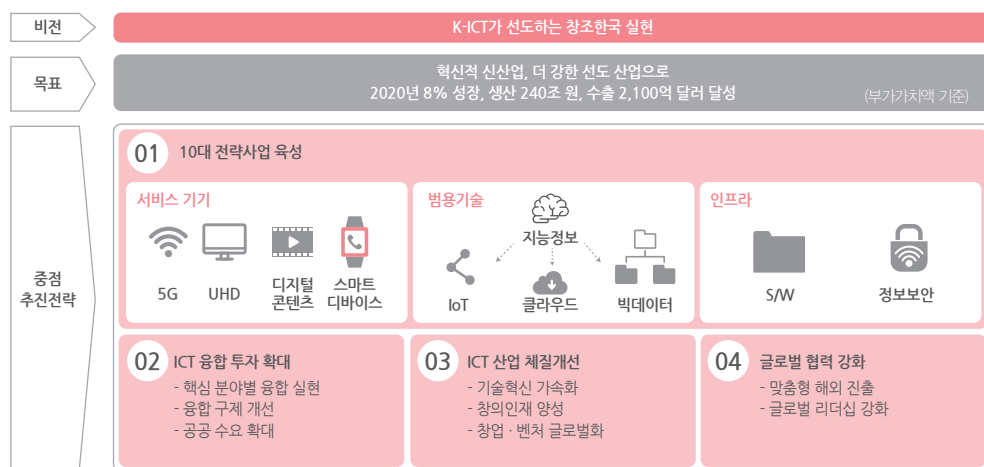 비전
K-ICT가 선도하는 창조한국 실현
목표
혁신적 신산업, 더 강한 선도 산업으로
2020년 8% 성장, 생산 240조 원, 수출 2,100억 달러 달성
(부가가치액 기준)
중점
추진전략
01 10대 전략사업 육성
서비스 기기
5G
UHD
디지털
콘텐츠
스마트
디바이스
범용기술
지능정보
IoT
클라우드
빅데이터
인프라
S/W
정보보안
02 ICT 융합 투자 확대
- 핵심 분야별 융합 실현
- 융합 구제 개선
- 공공 수요 확대
03 ICT 산업 체질개선
- 기술혁신 가속화
- 창의인재 양성
- 창업 · 벤처 글로벌화
04 글로벌 협력 강화
- 맞춤형 해외 진출
- 글로벌 리더십 강화